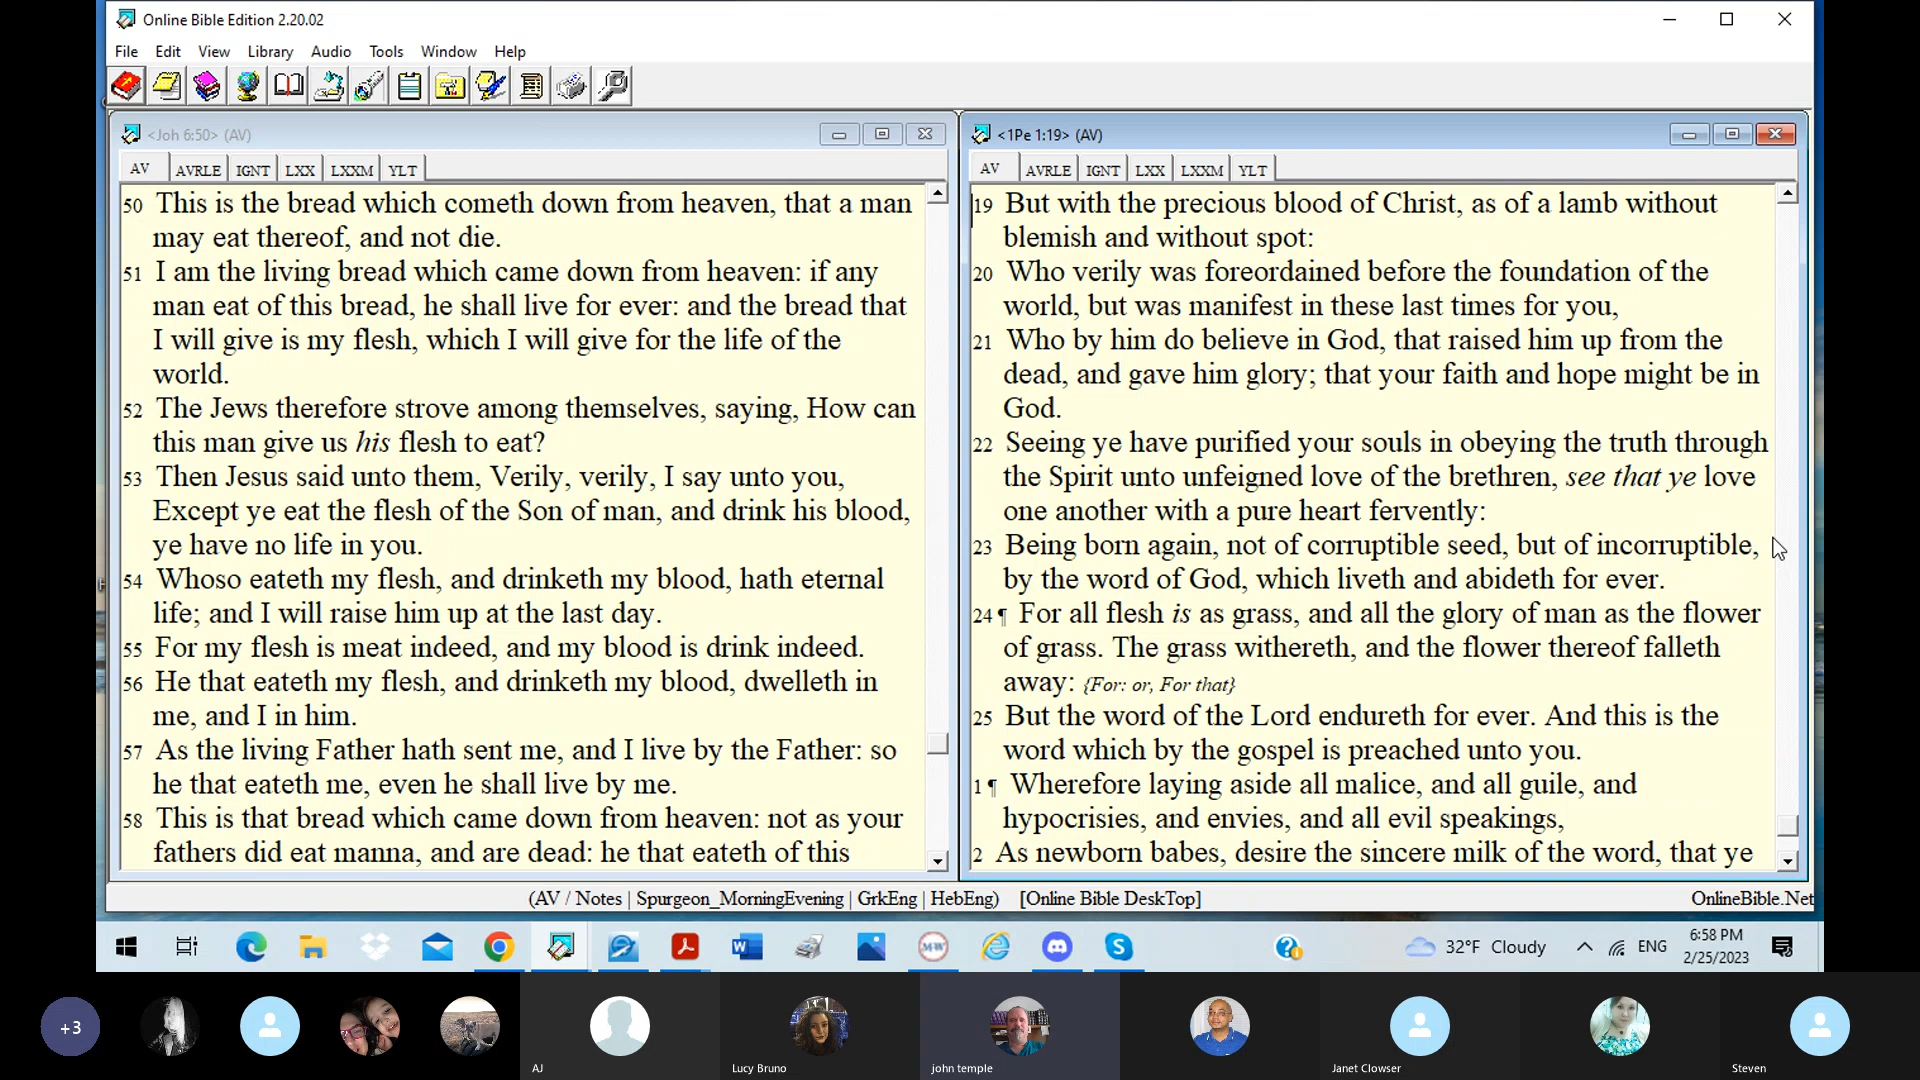 Online Bible Edition 2.20.02
File Edit View Library Audio Tools Window Help
<Joh 6:50> (AV)
AV AVRLE IGNT LXX LXXM YLT
50 This is the bread which cometh down from heaven, that a man
may eat thereof, and not die.
51 I am the living bread which came down from heaven: if any
man eat of this bread, he shall live for ever: and the bread that
I will give is my flesh, which I will give for the life of the
world.
52 The Jews therefore strove among themselves, saying, How can
this man give us his flesh to eat?
53 Then Jesus said unto them, Verily, verily, I say unto you,
Except ye eat the flesh of the Son of man, and drink his blood,
ye have no life in you.
54 Whoso eateth my flesh, and drinketh my blood, hath eternal
life; and I will raise him up at the last day.
55 For my flesh is meat indeed, and my blood is drink indeed.
56 He that eateth my flesh, and drinketh my blood, dwelleth in
me, and I in him.
57 As the living Father hath sent me, and I live by the Father: so
he that eateth me, even he shall live by me.
58 This is that bread which came down from heaven: not as your
fathers did eat manna, and are dead: he that eateth of this
<1Pe 1:19> (AV)
AV AVRLE IGNT LXX LXXM YLT
19 But with the precious blood of Christ, as of a lamb without
blemish and without spot:
20 Who verily was foreordained before the foundation of the
world, but was manifest in these last times for you,
21 Who by him do believe in God, that raised him up from the
dead, and gave him glory; that your faith and hope might be in
God.
22 Seeing ye have purified your souls in obeying the truth through
the Spirit unto unfeigned love of the brethren, see that ye love
one another with a pure heart fervently:
23 Being born again, not of corruptible seed, but of incorruptible,
by the word of God, which liveth and abideth for ever.
24 ¶ For all flesh is as grass, and all the glory of man as the flower
of grass. The grass withereth, and the flower thereof falleth
away: {For: or, For that}
25 But the word of the Lord endureth for ever. And this is the
word which by the gospel is preached unto you.
1 ¶ Wherefore laying aside all malice, and all guile, and
hypocrisies, and envies, and all evil speakings,
2 As newborn babes, desire the sincere milk of the word, that ye
(AV / Notes | Spurgeon_MorningEvening | GrkEng | HebEng) [Online Bible DeskTop] OnlineBible.Net
32°F Cloudy ENG 6:58 PM
2/25/2023
+3
AJ Lucy Bruno john temple Janet Clowser Steven